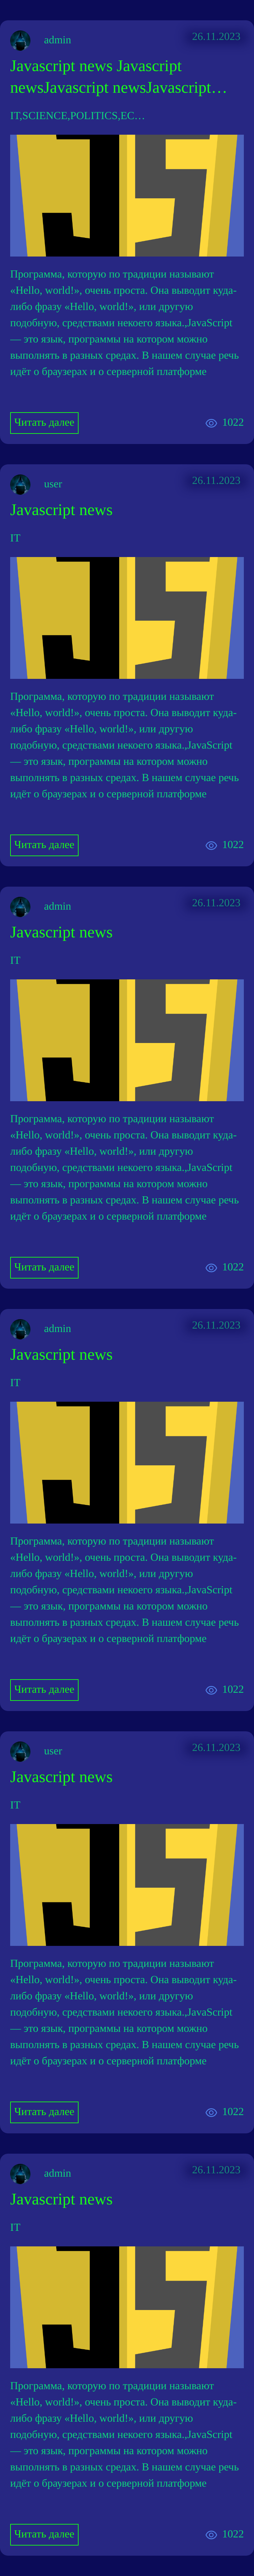 admin
26.11.2023
Javascript news Javascript
newsJavascript newsJavascript…
IT,SCIENCE,POLITICS,EC…
Программа, которую по традиции называют
«Hello, world!», очень проста. Она выводит куда-
либо фразу «Hello, world!», или другую
подобную, средствами некоего языка.,JavaScript
— это язык, программы на котором можно
выполнять в разных средах. В нашем случае речь
идёт о браузерах и о серверной платформе
Читать далее
1022
user
26.11.2023
Javascript news
IT
Программа, которую по традиции называют
«Hello, world!», очень проста. Она выводит куда-
либо фразу «Hello, world!», или другую
подобную, средствами некоего языка.,JavaScript
— это язык, программы на котором можно
выполнять в разных средах. В нашем случае речь
идёт о браузерах и о серверной платформе
Читать далее
1022
admin
26.11.2023
Javascript news
IT
Программа, которую по традиции называют
«Hello, world!», очень проста. Она выводит куда-
либо фразу «Hello, world!», или другую
подобную, средствами некоего языка.,JavaScript
— это язык, программы на котором можно
выполнять в разных средах. В нашем случае речь
идёт о браузерах и о серверной платформе
Читать далее
1022
admin
26.11.2023
Javascript news
IT
Программа, которую по традиции называют
«Hello, world!», очень проста. Она выводит куда-
либо фразу «Hello, world!», или другую
подобную, средствами некоего языка.,JavaScript
— это язык, программы на котором можно
выполнять в разных средах. В нашем случае речь
идёт о браузерах и о серверной платформе
Читать далее
1022
user
26.11.2023
Javascript news
IT
Программа, которую по традиции называют
«Hello, world!», очень проста. Она выводит куда-
либо фразу «Hello, world!», или другую
подобную, средствами некоего языка.,JavaScript
— это язык, программы на котором можно
выполнять в разных средах. В нашем случае речь
идёт о браузерах и о серверной платформе
Читать далее
1022
admin
26.11.2023
Javascript news
IT
Программа, которую по традиции называют
«Hello, world!», очень проста. Она выводит куда-
либо фразу «Hello, world!», или другую
подобную, средствами некоего языка.,JavaScript
— это язык, программы на котором можно
выполнять в разных средах. В нашем случае речь
идёт о браузерах и о серверной платформе
Читать далее
1022